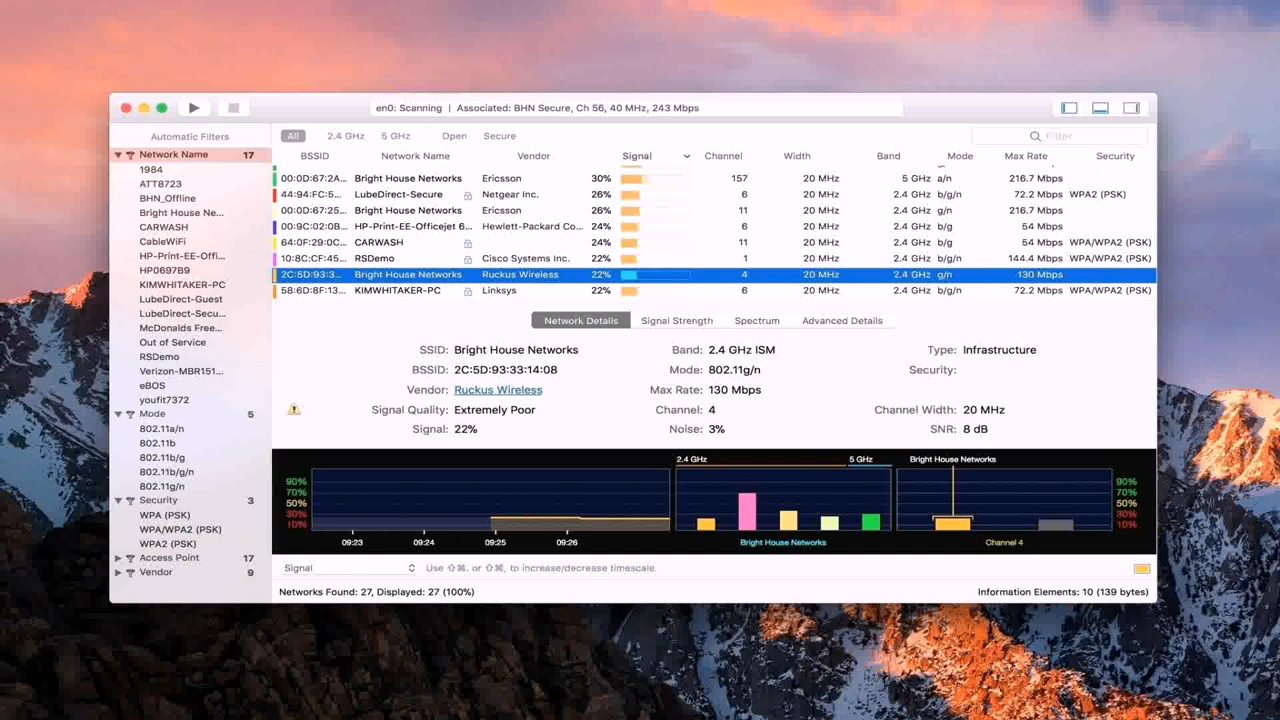 en0: Scanning | Associated: BHN Secure, Ch 56, 40 MHz, 243 Mbps
Automatic Filters
Network Name 17
1984
ATT8723
BHN_Offline
Bright House Ne...
CARWASH
CableWiFi
HP-Print-EE-Offi...
HP0697B9
KIMWHITAKER-PC
LubeDirect-Guest
LubeDirect-Secu...
McDonalds Free...
Out of Service
RSDemo
Verizon-MBR151...
eBOS
youfit7372
Mode 5
802.11a/n
802.11b
802.11b/g
802.11b/g/n
802.11g/n
Security 3
WPA (PSK)
WPA/WPA2 (PSK)
WPA2 (PSK)
Access Point 17
Vendor 9
All 2.4 GHz 5 GHz Open Secure Filter
BSSID Network Name Vendor Signal Channel Width Band Mode Max Rate Security
00:0D:67:2A... Bright House Networks Ericsson 30% 157 20 MHz 5 GHz a/n 216.7 Mbps
44:94:FC:5... LubeDirect-Secure Netgear Inc. 26% 6 20 MHz 2.4 GHz b/g/n 72.2 Mbps WPA2 (PSK)
00:0D:67:25... Bright House Networks Ericsson 26% 11 20 MHz 2.4 GHz g/n 216.7 Mbps
00:9C:02:0B... HP-Print-EE-Officejet 6... Hewlett-Packard Co... 24% 6 20 MHz 2.4 GHz b/g 54 Mbps
64:0F:29:0C... CARWASH 24% 11 20 MHz 2.4 GHz b/g 54 Mbps WPA/WPA2 (PSK)
10:8C:CF:45... RSDemo Cisco Systems Inc. 22% 1 20 MHz 2.4 GHz b/g/n 144.4 Mbps WPA/WPA2 (PSK)
2C:5D:93:3... Bright House Networks Ruckus Wireless 22% 4 20 MHz 2.4 GHz g/n 130 Mbps
58:6D:8F:13... KIMWHITAKER-PC Linksys 22% 6 20 MHz 2.4 GHz b/g/n 72.2 Mbps WPA/WPA2 (PSK)
Network Details Signal Strength Spectrum Advanced Details
SSID: Bright House Networks Band: 2.4 GHz ISM Type: Infrastructure
BSSID: 2C:5D:93:33:14:08 Mode: 802.11g/n Security:
Vendor: Ruckus Wireless Max Rate: 130 Mbps
Signal Quality: Extremely Poor Channel: 4 Channel Width: 20 MHz
Signal: 22% Noise: 3% SNR: 8 dB
2.4 GHz 5 GHz Bright House Networks
90% 90%
70% 70%
50% 50%
30% 30%
10% 10%
09:23 09:24 09:25 09:26 Bright House Networks Channel 4
Signal Use ⇧⌘. or ⇧⌘, to increase/decrease timescale.
Networks Found: 27, Displayed: 27 (100%) Information Elements: 10 (139 bytes)